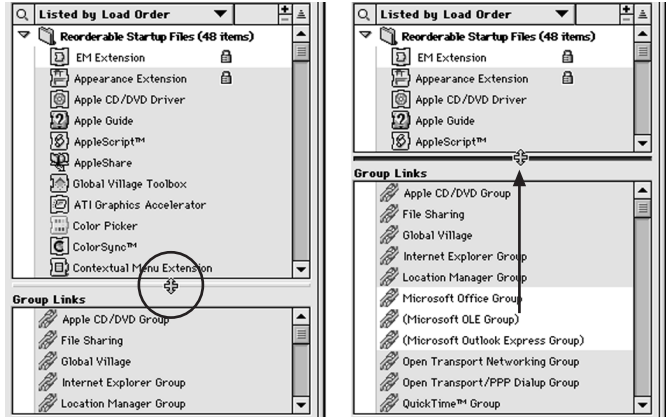 Listed by Load Order
Reorderable Startup Files (48 items)
EM Extension
Appearance Extension
Apple CD/DVD Driver
Apple Guide
AppleScript™
AppleShare
Global Village Toolbox
ATI Graphics Accelerator
Color Picker
ColorSync™
Contextual Menu Extension
Group Links
Apple CD/DVD Group
File Sharing
Global Village
Internet Explorer Group
Location Manager Group
Listed by Load Order
Reorderable Startup Files (48 items)
EM Extension
Appearance Extension
Apple CD/DVD Driver
Apple Guide
AppleScript™
Group Links
Apple CD/DVD Group
File Sharing
Global Village
Internet Explorer Group
Location Manager Group
Microsoft Office Group
(Microsoft OLE Group)
(Microsoft Outlook Express Group)
Open Transport Networking Group
Open Transport/PPP Dialup Group
QuickTime™ Group